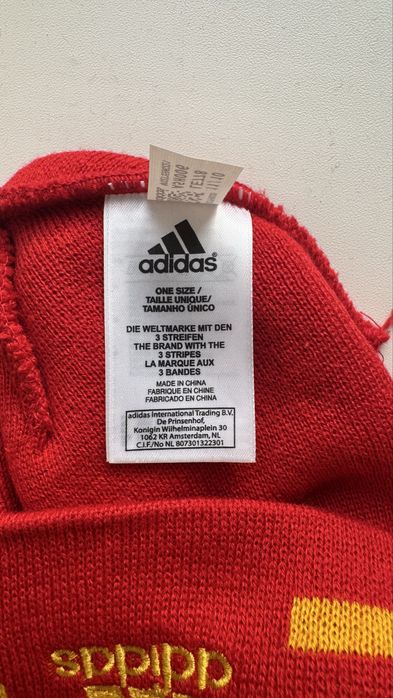 adidas
ONE SIZE /
TAILLE UNIQUE/
TAMANHO ÚNICO
DIE WELTMARKE MIT DEN
3 STREIFEN
THE BRAND WITH THE
3 STRIPES
LA MARQUE AUX
3 BANDES
MADE IN CHINA
FABRIQUE EN CHINE
FABRICADO EN CHINA
adidas International Trading B.V.
De Prinsenhof,
Konigin Wilhelminaplein 30
1062 KR Amsterdam, NL
C.I.F./No NL 807301322301
adidas